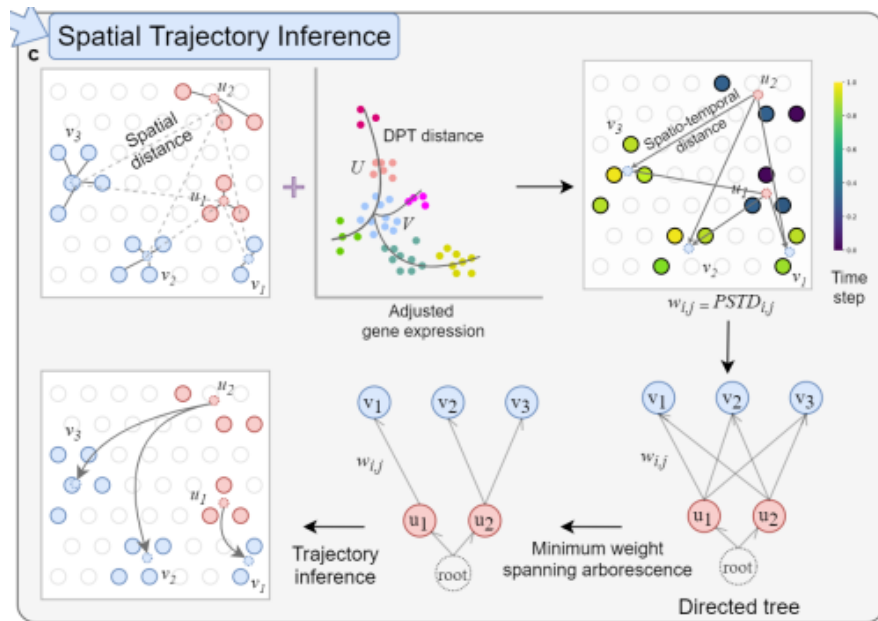 c
Spatial Trajectory Inference
u2
v3
Spatial
distance
u1
v2
v1
+
DPT distance
U
V
Adjusted
gene expression
u2
v3
Spatio-temporal
distance
u1
v2
v1
wi,j = PSTDi,j
1.0
0.8
0.6
0.4
0.2
0.0
Time
step
v1 v2 v3
wi,j
u1 u2
root
Directed tree
Minimum weight
spanning arborescence
v1 v2 v3
wi,j
u1 u2
root
Trajectory
inference
u2
v3
u1
v2
v1